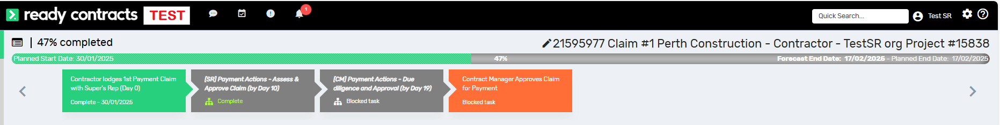 ready contracts TEST
1
Quick Search...
Test SR
47% completed
21595977 Claim #1 Perth Construction - Contractor - TestSR org Project #15838
Planned Start Date: 30/01/2025
47%
Forecast End Date: 17/02/2025 - Planned End Date: 17/02/2025
Contractor lodges 1st Payment Claim
with Super's Rep (Day 0)
Complete - 30/01/2025
[SR] Payment Actions - Assess &
Approve Claim (by Day 10)
Complete
[CM] Payment Actions - Due
diligence and Approval (by Day 19)
Blocked task
Contract Manager Approves Claim
for Payment
Blocked task